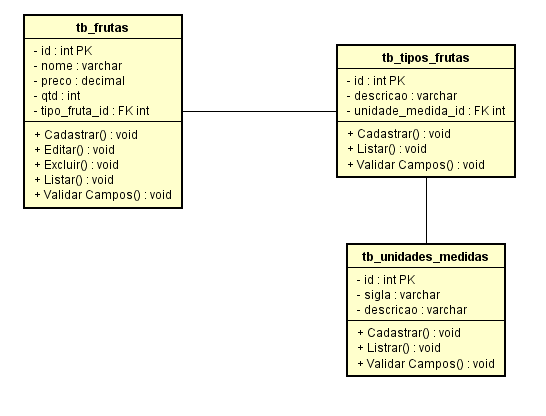 tb_frutas
- id : int PK
- nome : varchar
- preco : decimal
- qtd : int
- tipo_fruta_id : FK int
+ Cadastrar() : void
+ Editar() : void
+ Excluir() : void
+ Listar() : void
+ Validar Campos() : void
tb_tipos_frutas
- id : int PK
- descricao : varchar
- unidade_medida_id : FK int
+ Cadastrar() : void
+ Listar() : void
+ Validar Campos() : void
tb_unidades_medidas
- id : int PK
- sigla : varchar
- descricao : varchar
+ Cadastrar() : void
+ Listrar() : void
+ Validar Campos() : void